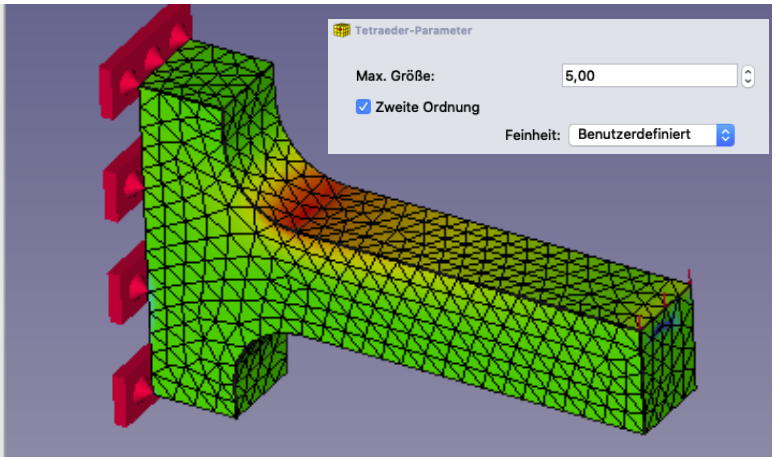 Tetraeder-Parameter
Max. Größe: 5,00
Zweite Ordnung
Feinheit: Benutzerdefiniert